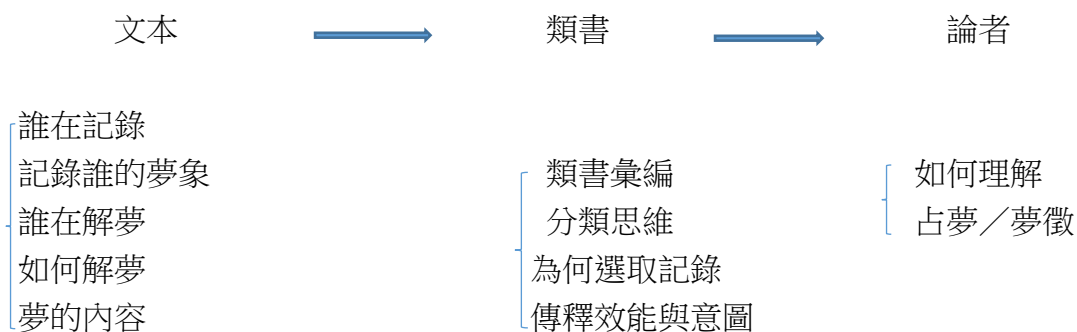 文本
類書
論者
誰在記錄
記錄誰的夢象
誰在解夢
如何解夢
夢的內容
類書彙編
分類思維
為何選取記錄
傳釋效能與意圖
如何理解
占夢／夢徵